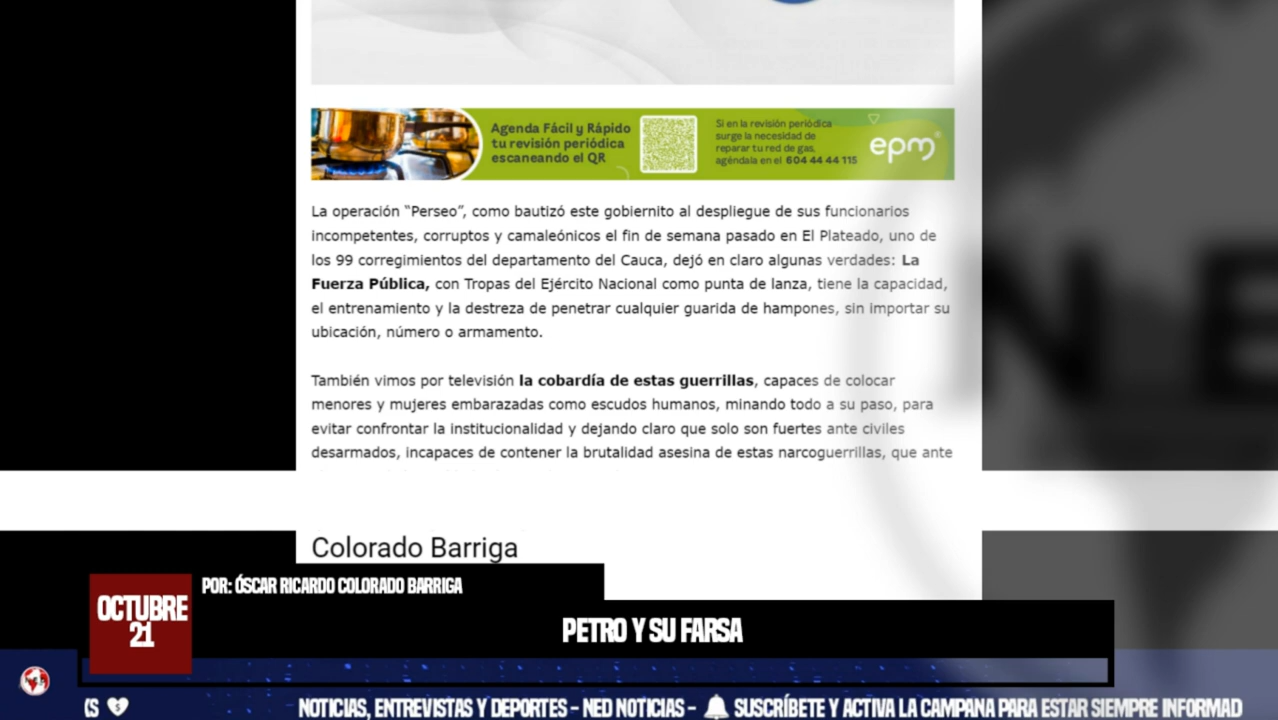 Agenda Fácil y Rápido
tu revisión periódica
escaneando el QR
Si en la revisión periódica
surge la necesidad de
reparar tu red de gas,
agéndala en el 604 44 44 115
epm
La operación “Perseo”, como bautizó este gobiernito al despliegue de sus funcionarios
incompetentes, corruptos y camaleónicos el fin de semana pasado en El Plateado, uno de
los 99 corregimientos del departamento del Cauca, dejó en claro algunas verdades: La
Fuerza Pública, con Tropas del Ejército Nacional como punta de lanza, tiene la capacidad,
el entrenamiento y la destreza de penetrar cualquier guarida de hampones, sin importar su
ubicación, número o armamento.
También vimos por televisión la cobardía de estas guerrillas, capaces de colocar
menores y mujeres embarazadas como escudos humanos, minando todo a su paso, para
evitar confrontar la institucionalidad y dejando claro que solo son fuertes ante civiles
desarmados, incapaces de contener la brutalidad asesina de estas narcoguerrillas, que ante
NE
Colorado Barriga
POR: ÓSCAR RICARDO COLORADO BARRIGA
OCTUBRE
21
PETRO Y SU FARSA
NOTICIAS, ENTREVISTAS Y DEPORTES - NED NOTICIAS - SUSCRÍBETE Y ACTIVA LA CAMPANA PARA ESTAR SIEMPRE INFORMAD